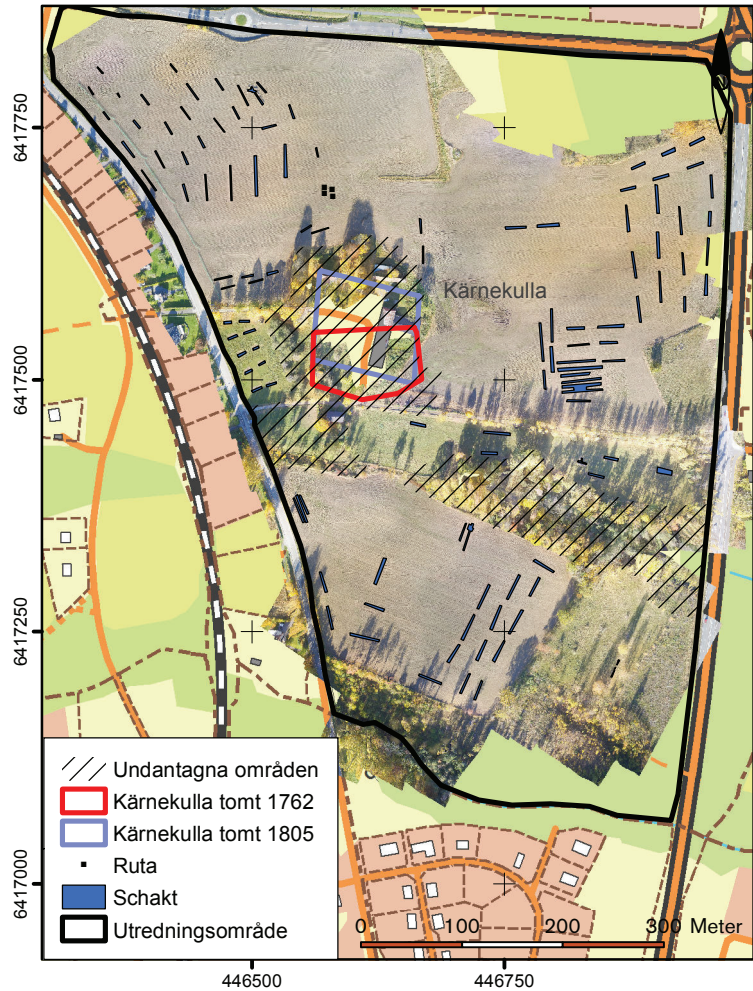 6417750
Kärnekulla
6417500
6417250
Undantagna områden
Kärnekulla tomt 1762
Kärnekulla tomt 1805
Ruta
Schakt
Utredningsområde
6417000
0 100 200 300 Meter
446500 446750